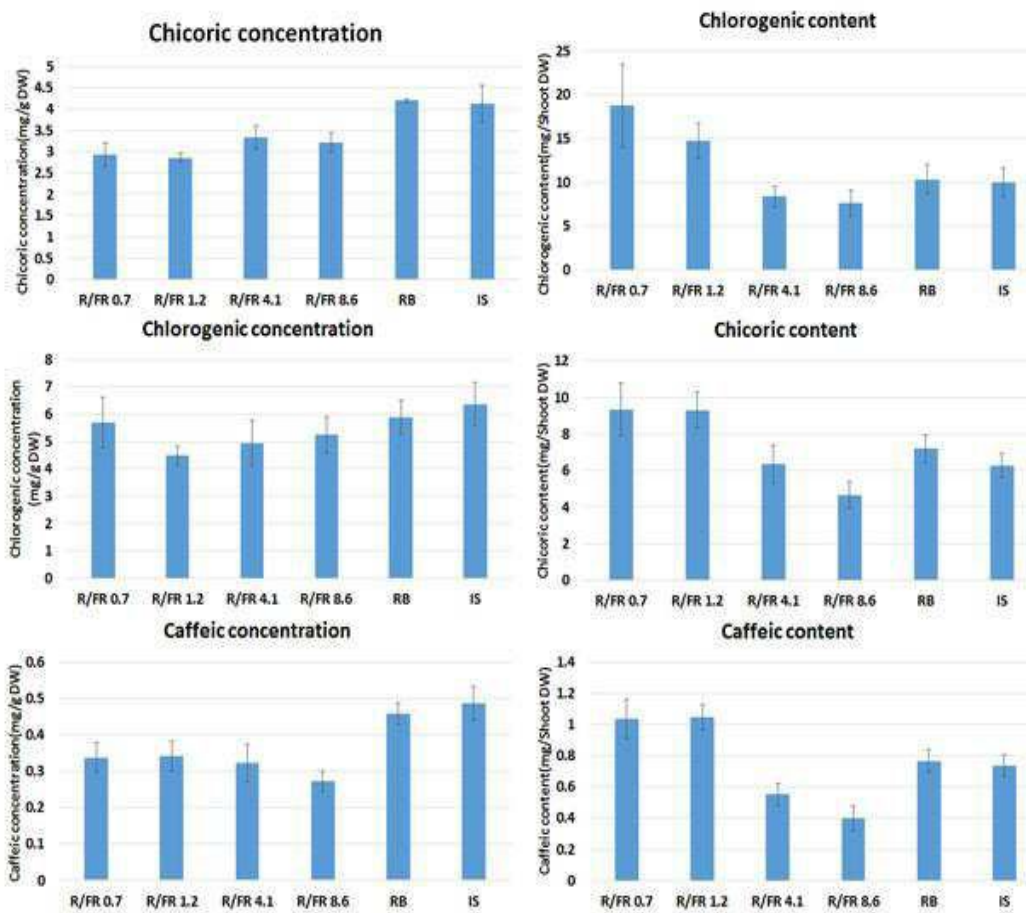 Chicoric concentration
Chicoric concentration(mg/g DW)
5
4.5
4
3.5
3
2.5
2
1.5
1
0.5
0
R/FR 0.7 R/FR 1.2 R/FR 4.1 R/FR 8.6 RB IS
Chlorogenic content
Chlorogenic content(mg/Shoot DW)
25
20
15
10
5
0
R/FR 0.7 R/FR 1.2 R/FR 4.1 R/FR 8.6 RB IS
Chlorogenic concentration
Chlorogenic concentration
(mg/g DW)
8
7
6
5
4
3
2
1
0
R/FR 0.7 R/FR 1.2 R/FR 4.1 R/FR 8.6 RB IS
Chicoric content
Chicoric content(mg/Shoot DW)
12
10
8
6
4
2
0
R/FR 0.7 R/FR 1.2 R/FR 4.1 R/FR 8.6 RB IS
Caffeic concentration
Caffeic concentration(mg/g DW)
0.6
0.5
0.4
0.3
0.2
0.1
0
R/FR 0.7 R/FR 1.2 R/FR 4.1 R/FR 8.6 RB IS
Caffeic content
Caffeic content(mg/Shoot DW)
1.4
1.2
1
0.8
0.6
0.4
0.2
0
R/FR 0.7 R/FR 1.2 R/FR 4.1 R/FR 8.6 RB IS